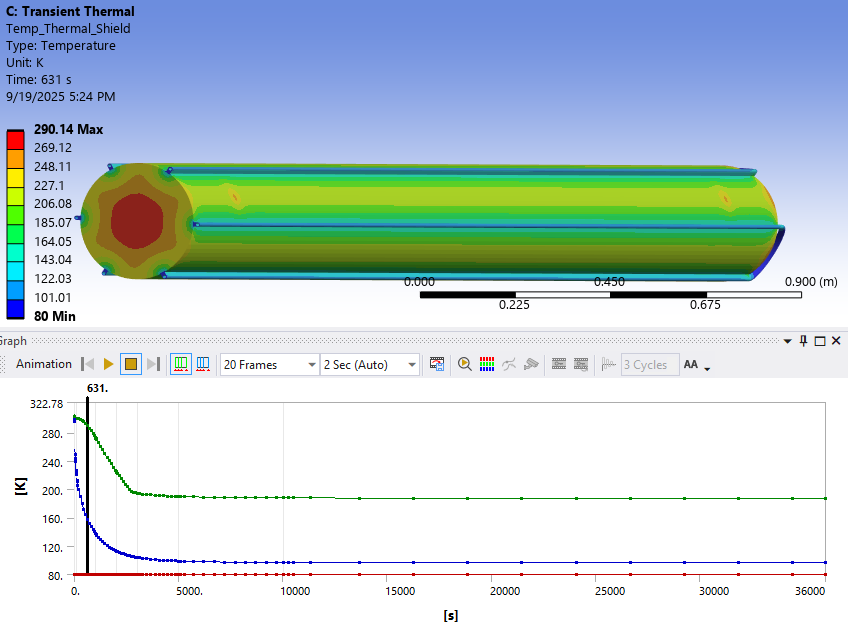 C: Transient Thermal
Temp_Thermal_Shield
Type: Temperature
Unit: K
Time: 631 s
9/19/2025 5:24 PM
290.14 Max
269.12
248.11
227.1
206.08
185.07
164.05
143.04
122.03
101.01
80 Min
0.000 0.450 0.900 (m)
0.225 0.675
Graph
Animation 20 Frames 2 Sec (Auto) 3 Cycles AA
631.
322.78
280.
240.
200.
160.
120.
80.
[K]
0. 5000. 10000 15000 20000 25000 30000 36000
[s]